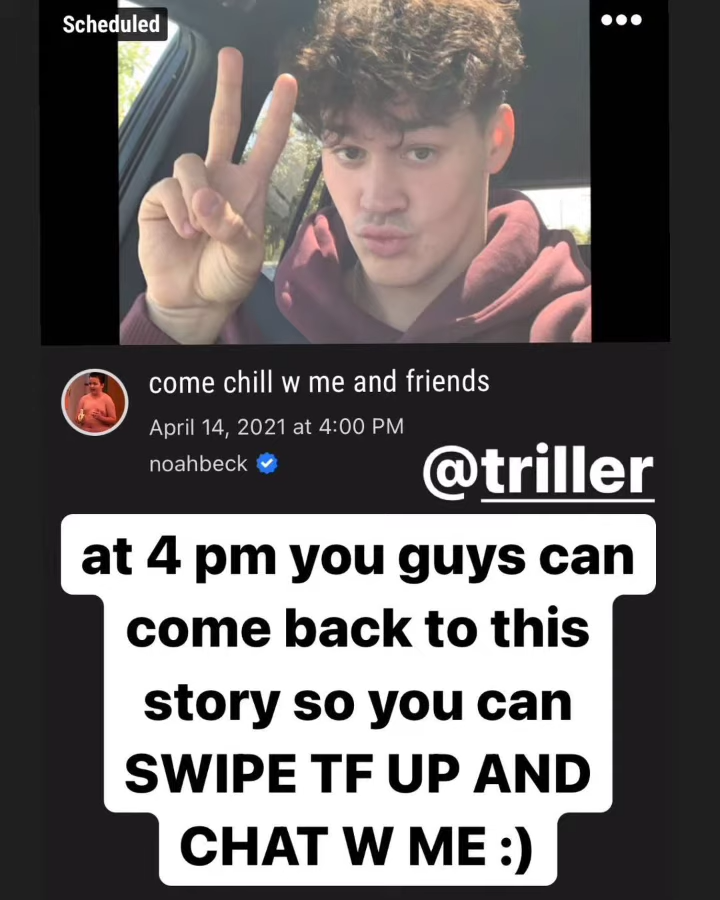 Scheduled
come chill w me and friends
April 14, 2021 at 4:00 PM
noahbeck
@triller
at 4 pm you guys can
come back to this
story so you can
SWIPE TF UP AND
CHAT W ME :)